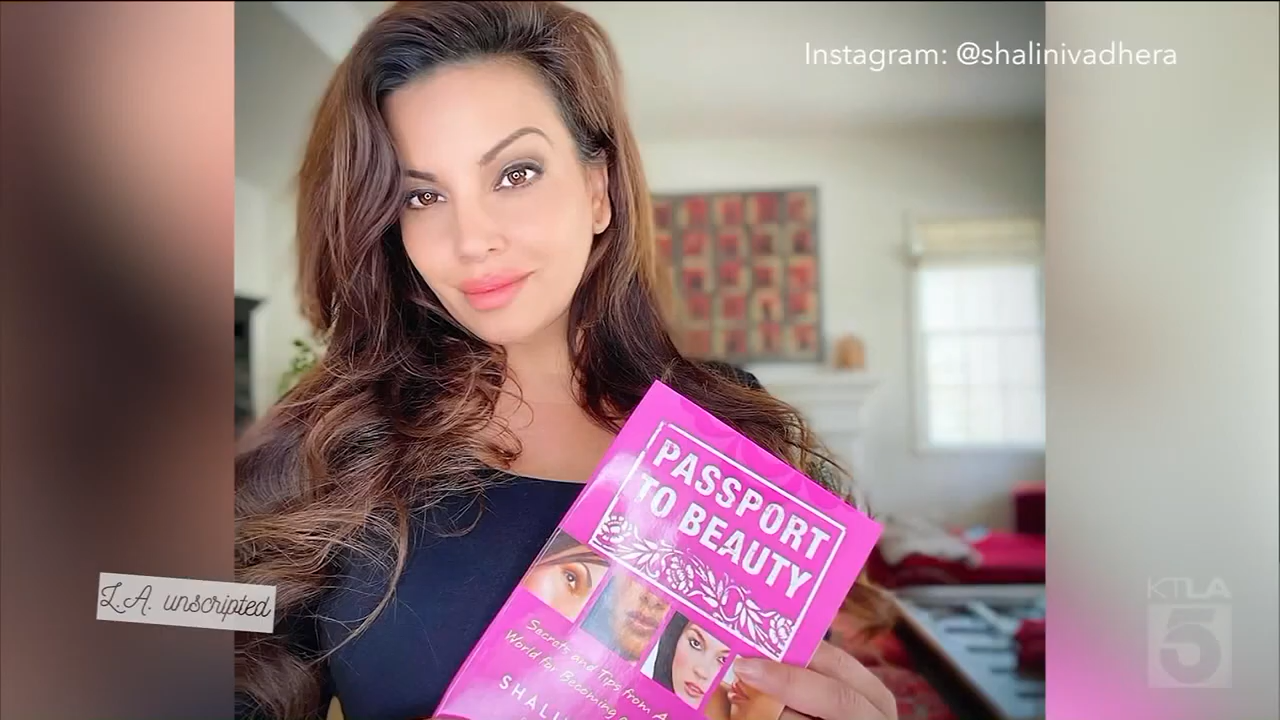 Instagram: @shalinivadhera
PASSPORT
TO BEAUTY
Secrets and Tips from
World for Becoming a
L.A. unscripted
KTLA
5